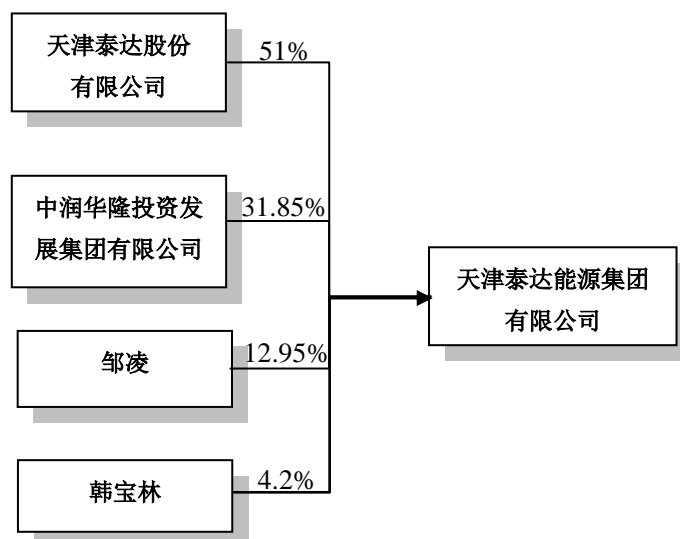 天津泰达股份
有限公司
51%
中润华隆投资发
展集团有限公司
31.85%
天津泰达能源集团
有限公司
邹凌
12.95%
韩宝林
4.2%